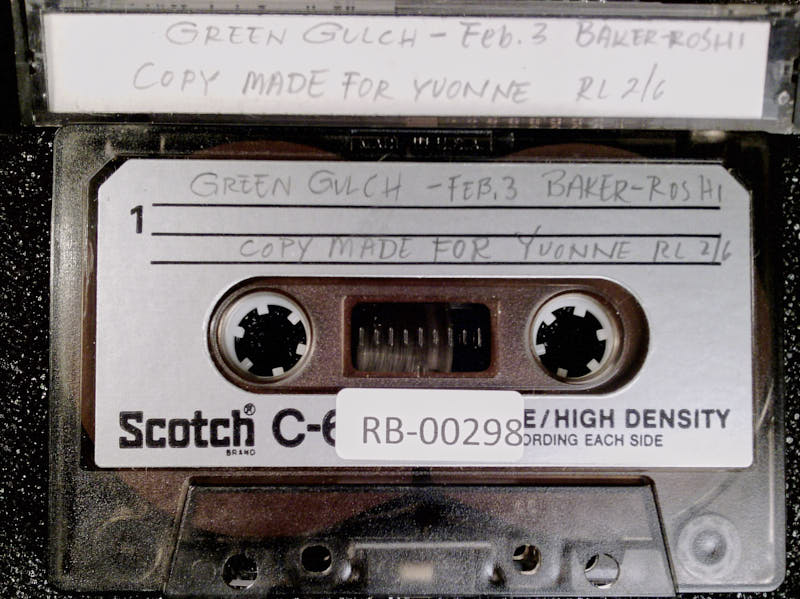 GREEN GULCH - Feb. 3 BAKER-ROSHI
COPY MADE FOR YVONNE RL 2/6
GREEN GULCH - FEB. 3 BAKER-ROSHI
1
COPY MADE FOR YVONNE RL 2/6
Scotch® C-6 E/HIGH DENSITY
BRAND ORDING EACH SIDE
RB-00298